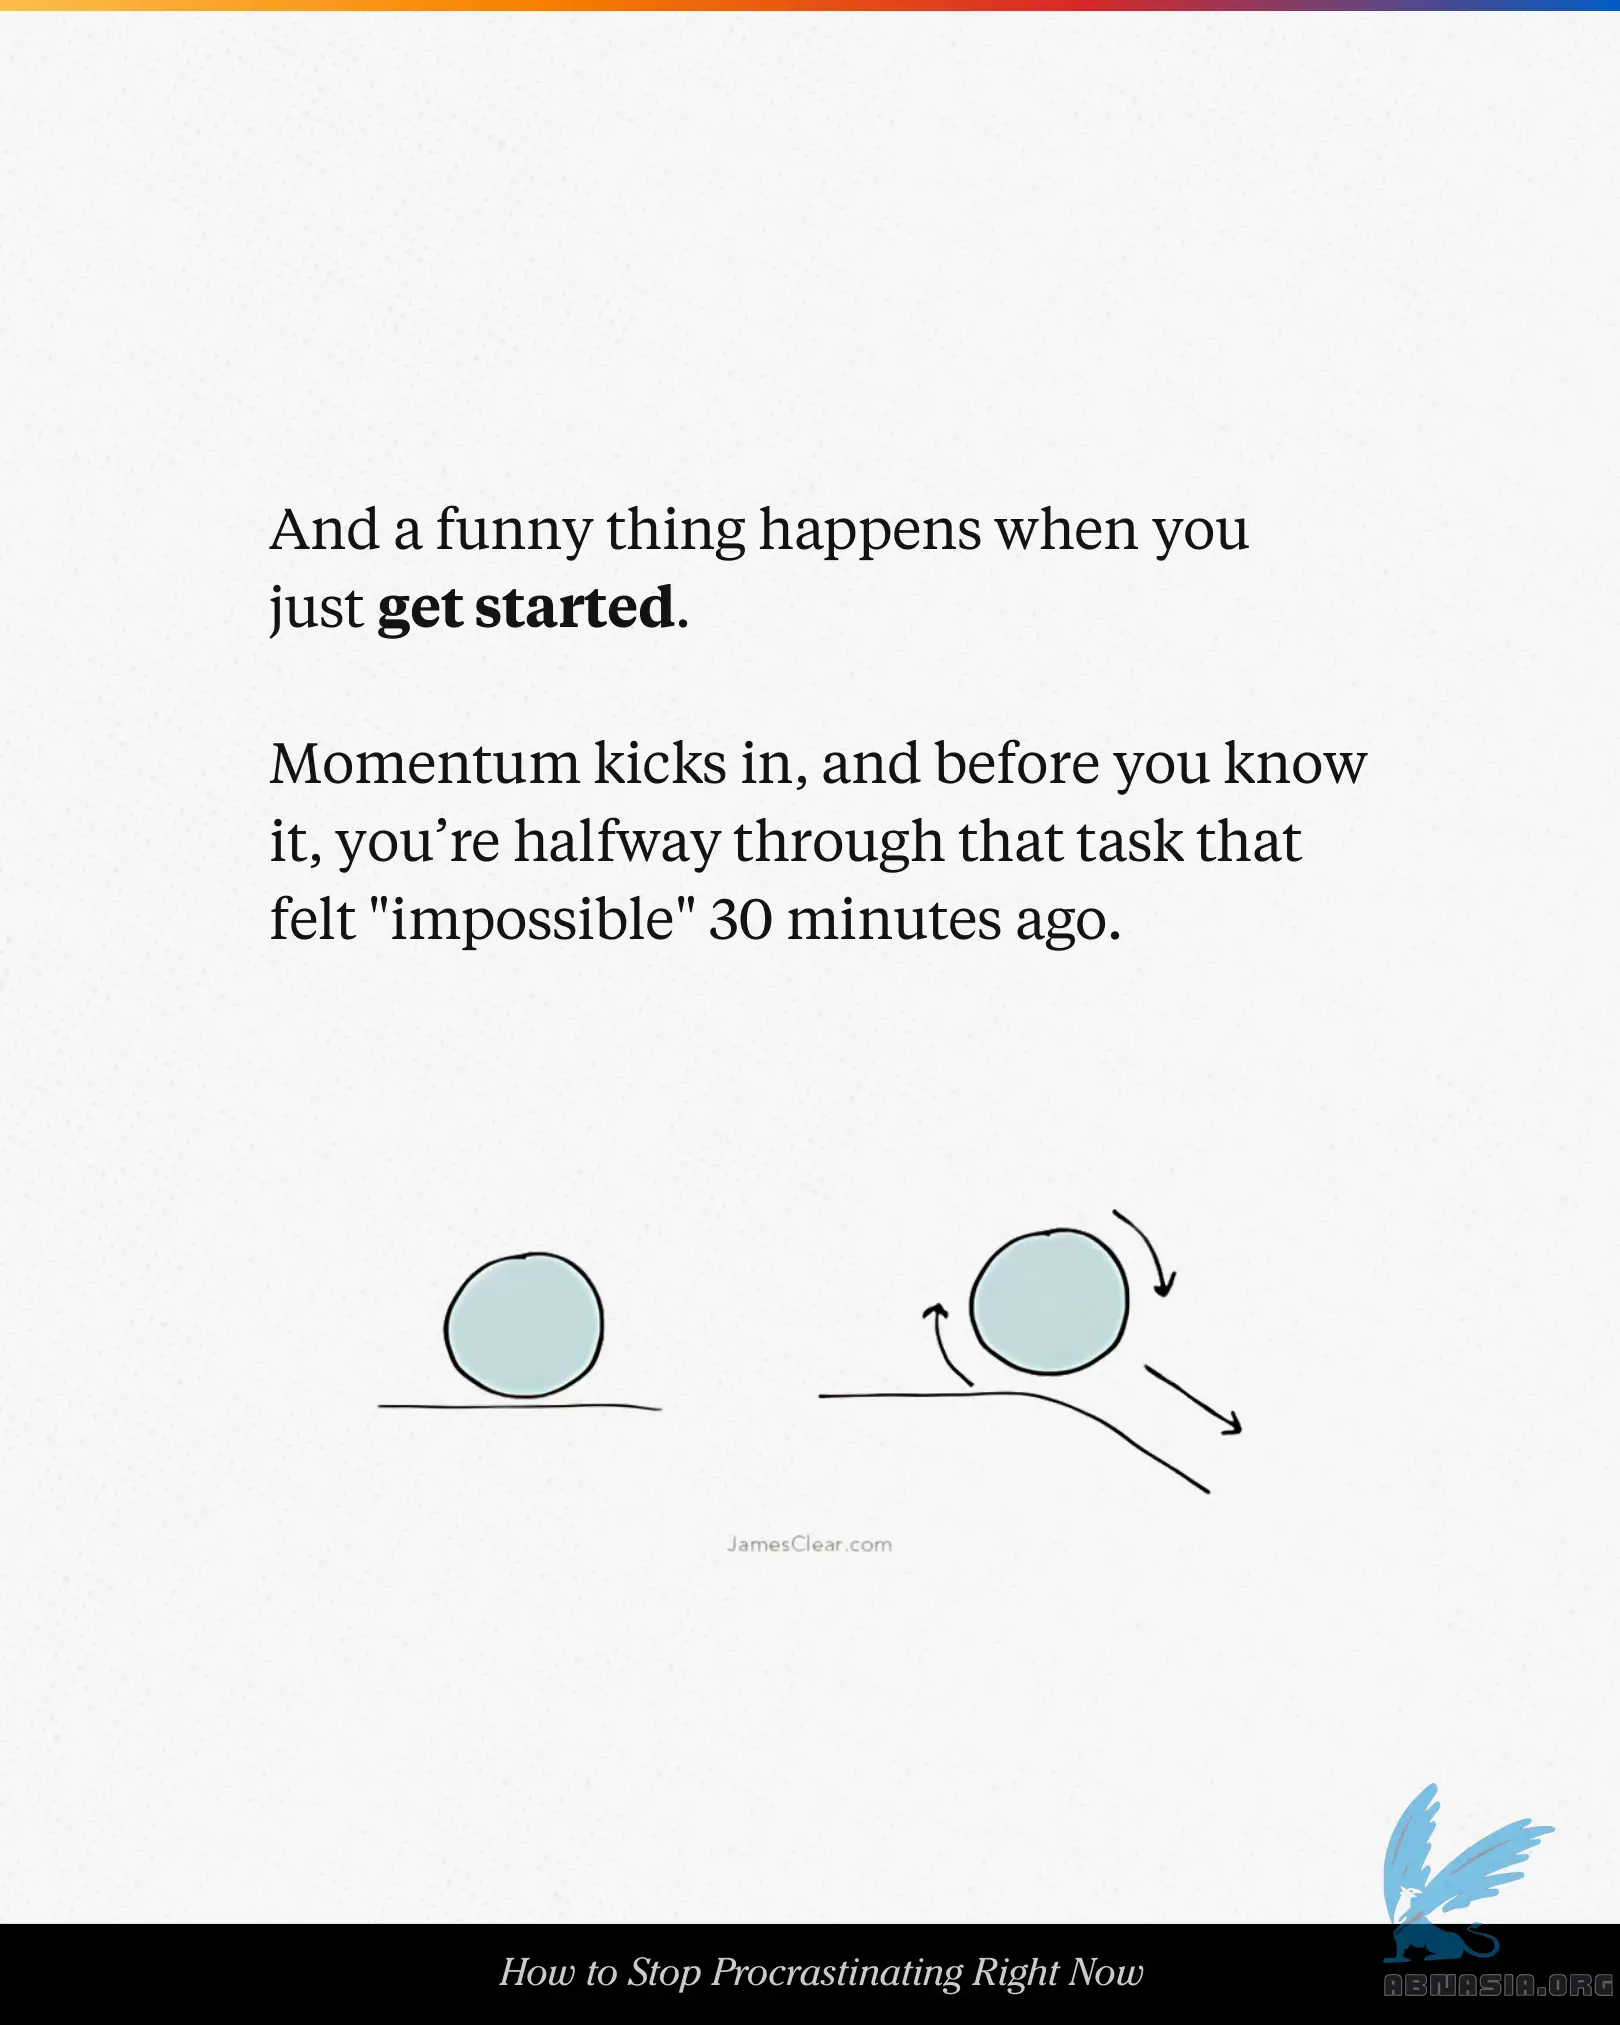 And a funny thing happens when you
just get started.
Momentum kicks in, and before you know
it, you’re halfway through that task that
felt "impossible" 30 minutes ago.
JamesClear.com
How to Stop Procrastinating Right Now
ABNASIA.ORG